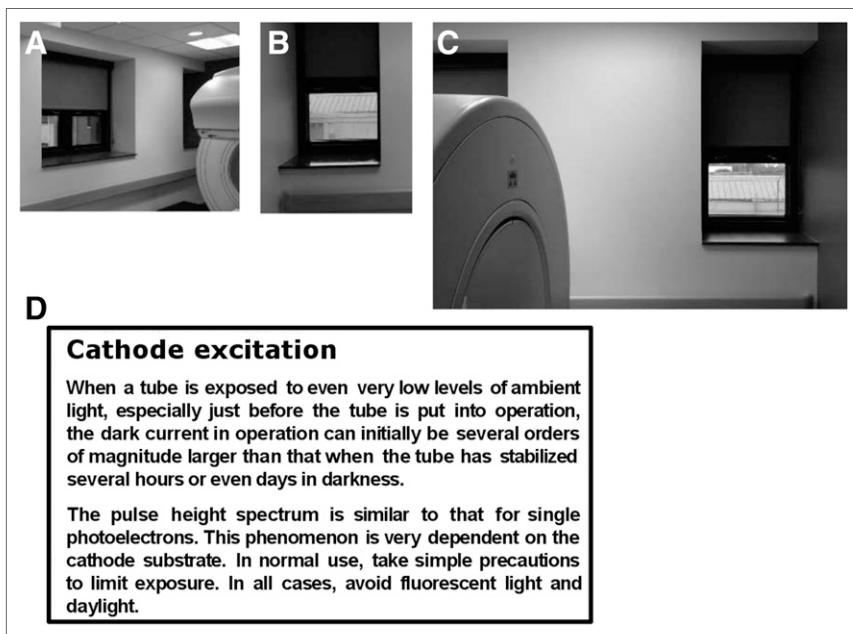 A
B
C
D
Cathode excitation
When a tube is exposed to even very low levels of ambient
light, especially just before the tube is put into operation,
the dark current in operation can initially be several orders
of magnitude larger than that when the tube has stabilized
several hours or even days in darkness.
The pulse height spectrum is similar to that for single
photoelectrons. This phenomenon is very dependent on the
cathode substrate. In normal use, take simple precautions
to limit exposure. In all cases, avoid fluorescent light and
daylight.